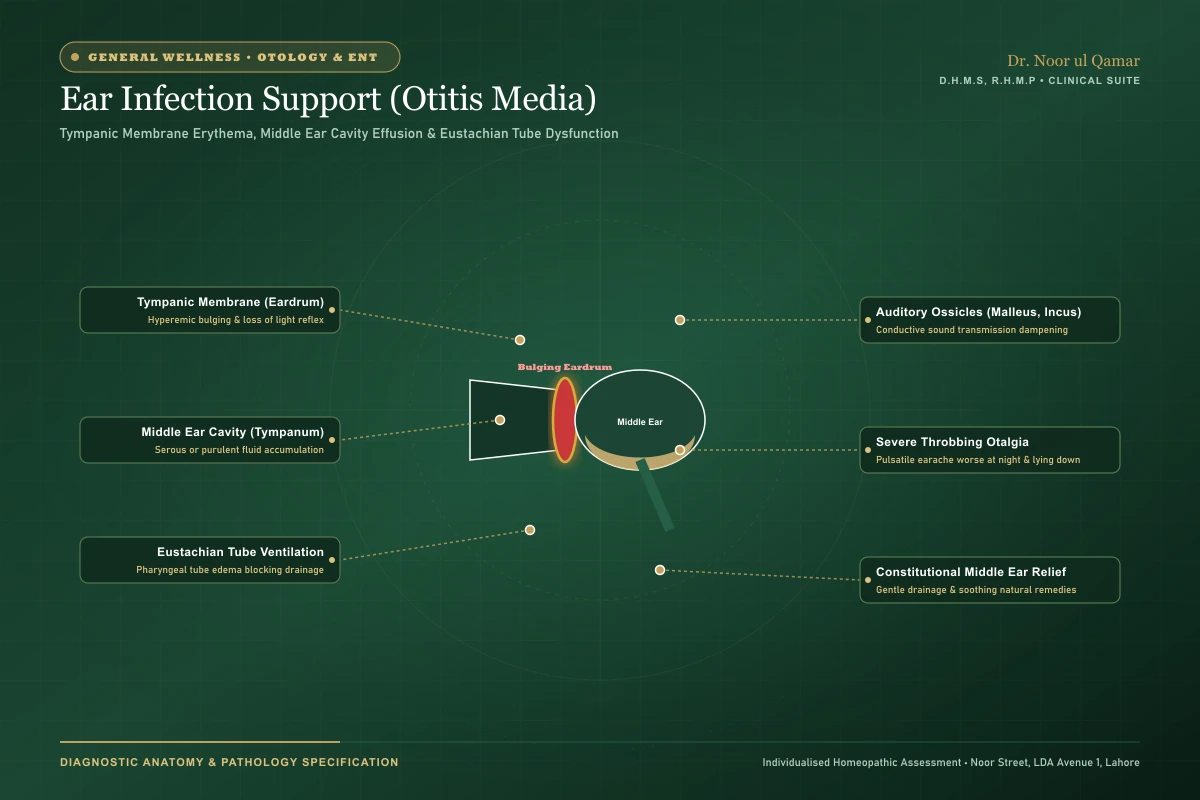 GENERAL WELLNESS • OTOLOGY & ENT
Ear Infection Support (Otitis Media)
Tympanic Membrane Erythema, Middle Ear Cavity Effusion & Eustachian Tube Dysfunction
Dr. Noor ul Qamar
D.H.M.S, R.H.M.P • CLINICAL SUITE
Tympanic Membrane (Eardrum)
Hyperemic bulging & loss of light reflex
Middle Ear Cavity (Tympanum)
Serous or purulent fluid accumulation
Eustachian Tube Ventilation
Pharyngeal tube edema blocking drainage
Bulging Eardrum
Middle Ear
Auditory Ossicles (Malleus, Incus)
Conductive sound transmission dampening
Severe Throbbing Otalgia
Pulsatile earache worse at night & lying down
Constitutional Middle Ear Relief
Gentle drainage & soothing natural remedies
DIAGNOSTIC ANATOMY & PATHOLOGY SPECIFICATION
Individualised Homeopathic Assessment • Noor Street, LDA Avenue 1, Lahore